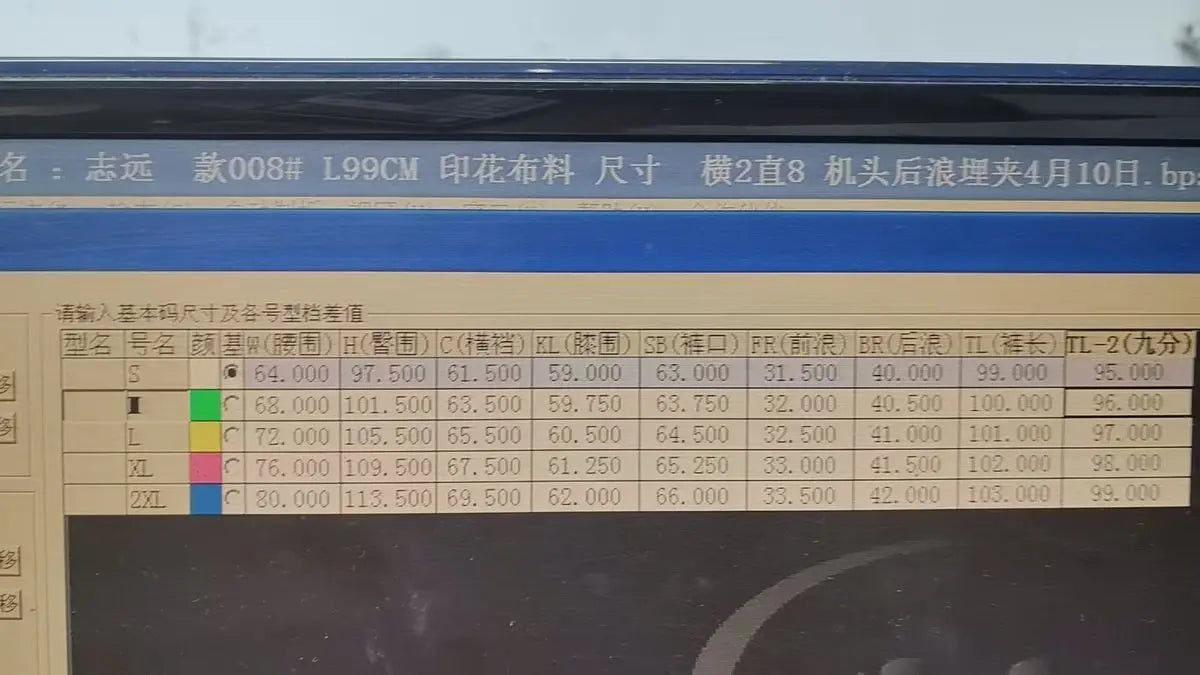 名 : 志远 款008# L99CM 印花布料 尺寸 横2直8 机头后浪埋夹4月10日.bpa
请输入基本码尺寸及各号型档差值
型名 号名 颜 基 W(腰围) H(臀围) C(横裆) KL(膝围) SB(裤口) FR(前浪) BR(后浪) TL(裤长) TL-2(九分)
S 64.000 97.500 61.500 59.000 63.000 31.500 40.000 99.000 95.000
68.000 101.500 63.500 59.750 63.750 32.000 40.500 100.000 96.000
L 72.000 105.500 65.500 60.500 64.500 32.500 41.000 101.000 97.000
XL 76.000 109.500 67.500 61.250 65.250 33.000 41.500 102.000 98.000
2XL 80.000 113.500 69.500 62.000 66.000 33.500 42.000 103.000 99.000
移
移
移
移